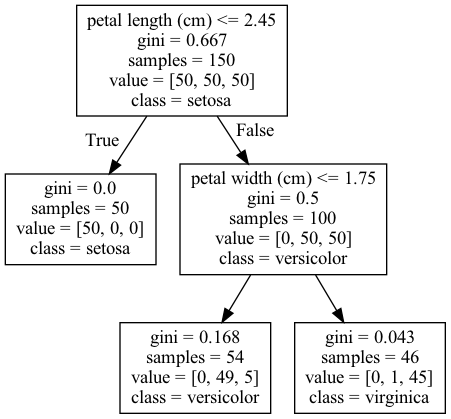 petal length (cm) <= 2.45
gini = 0.667
samples = 150
value = [50, 50, 50]
class = setosa
True
False
gini = 0.0
samples = 50
value = [50, 0, 0]
class = setosa
petal width (cm) <= 1.75
gini = 0.5
samples = 100
value = [0, 50, 50]
class = versicolor
gini = 0.168
samples = 54
value = [0, 49, 5]
class = versicolor
gini = 0.043
samples = 46
value = [0, 1, 45]
class = virginica